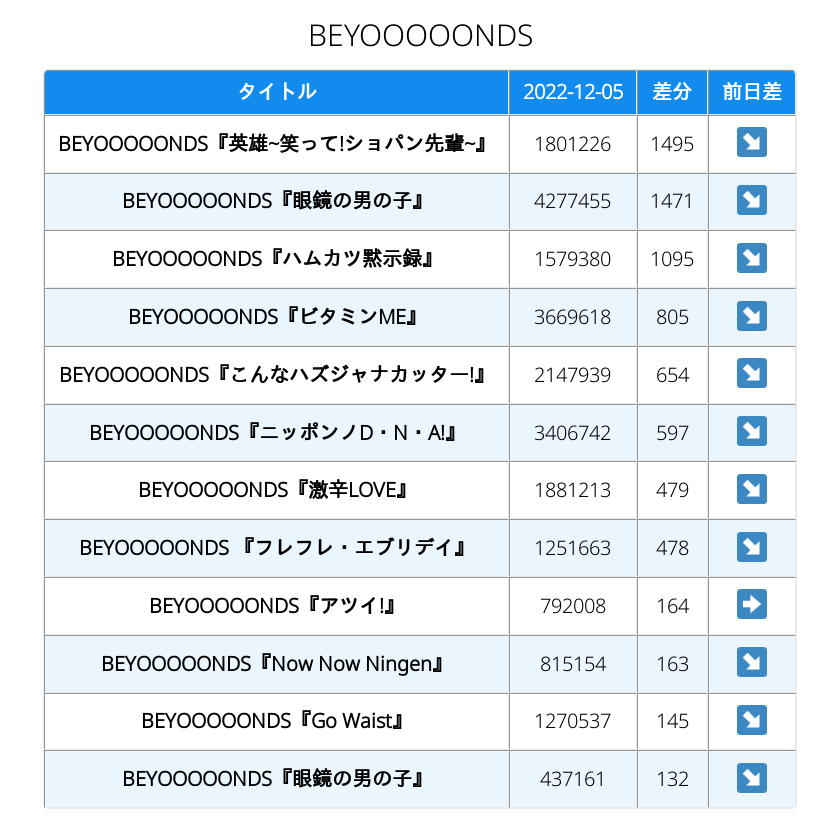 BEYOOOOONDS
タイトル 2022-12-05 差分 前日差
BEYOOOOONDS『英雄~笑って!ショパン先輩~』 1801226 1495 ↘
BEYOOOOONDS『眼鏡の男の子』 4277455 1471 ↘
BEYOOOOONDS『ハムカツ黙示録』 1579380 1095 ↘
BEYOOOOONDS『ビタミンME』 3669618 805 ↘
BEYOOOOONDS『こんなハズジャナカッター!』 2147939 654 ↘
BEYOOOOONDS『ニッポンノD・N・A!』 3406742 597 ↘
BEYOOOOONDS『激辛LOVE』 1881213 479 ↘
BEYOOOOONDS 『フレフレ・エブリデイ』 1251663 478 ↘
BEYOOOOONDS『アツイ!』 792008 164 ➡
BEYOOOOONDS『Now Now Ningen』 815154 163 ↘
BEYOOOOONDS『Go Waist』 1270537 145 ↘
BEYOOOOONDS『眼鏡の男の子』 437161 132 ↘